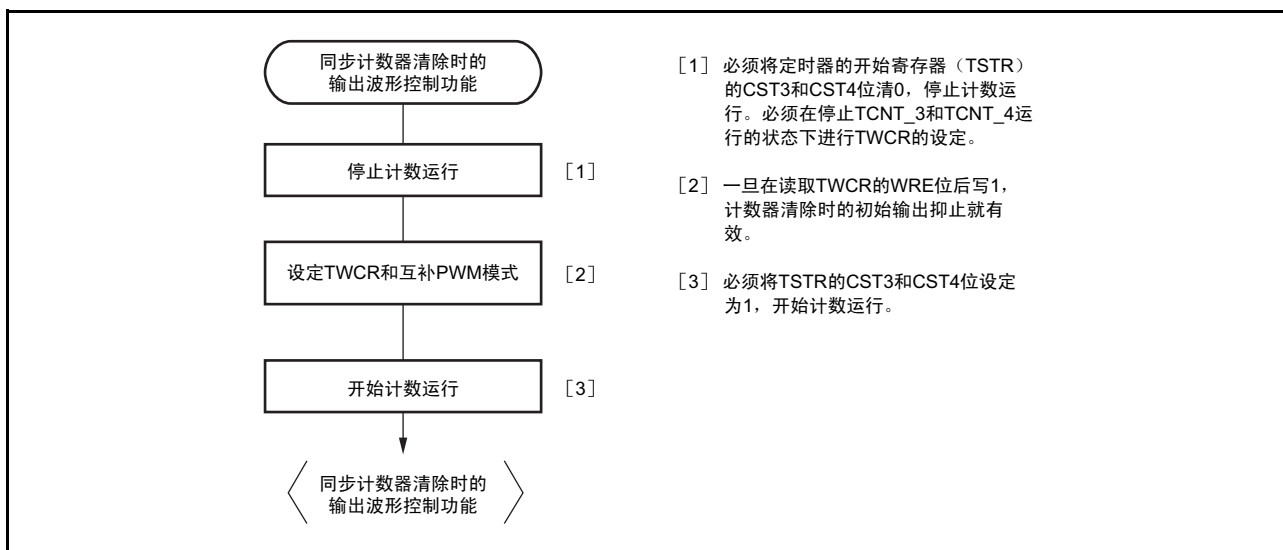 同步计数器清除时的
输出波形控制功能
停止计数运行
［1］
设定TWCR和互补PWM模式
［2］
开始计数运行
［3］
同步计数器清除时的
输出波形控制功能
［1］ 必须将定时器的开始寄存器（TSTR）
的CST3和CST4位清0，停止计数运
行。必须在停止TCNT_3和TCNT_4运
行的状态下进行TWCR的设定。
［2］ 一旦在读取TWCR的WRE位后写1，
计数器清除时的初始输出抑止就有
效。
［3］ 必须将TSTR的CST3和CST4位设定
为1，开始计数运行。